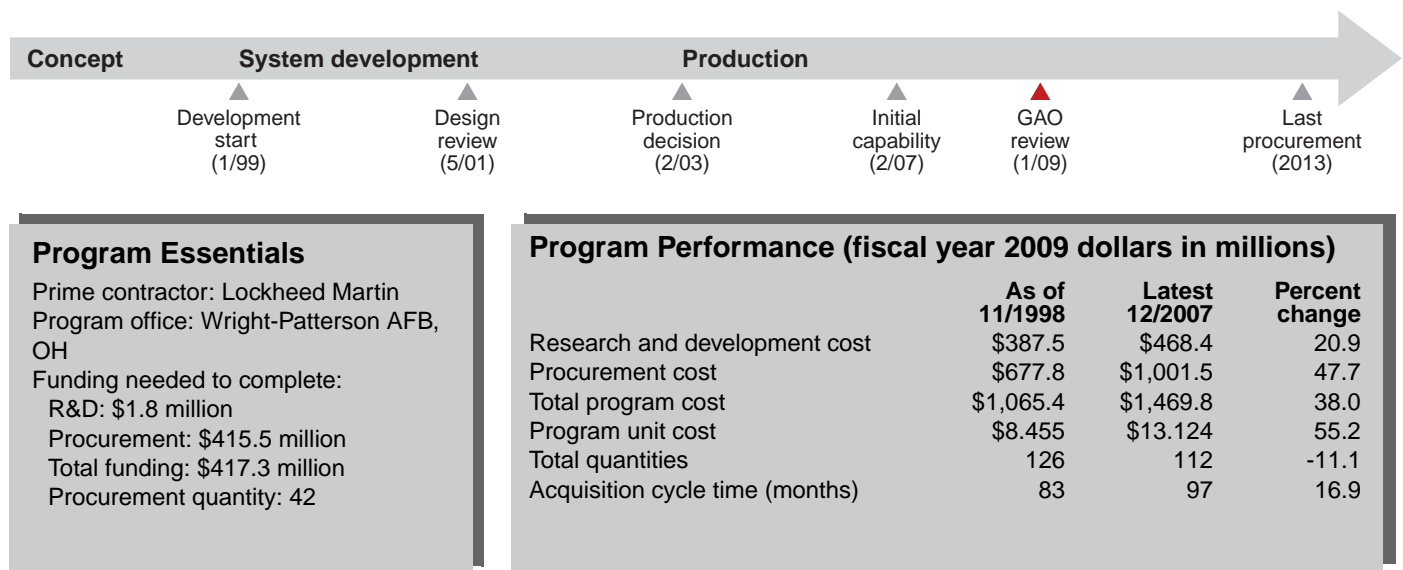 Concept System development Production
Development start (1/99)
Design review (5/01)
Production decision (2/03)
Initial capability (2/07)
GAO review (1/09)
Last procurement (2013)
Program Essentials
Prime contractor: Lockheed Martin
Program office: Wright-Patterson AFB,
OH
Funding needed to complete:
R&D: $1.8 million
Procurement: $415.5 million
Total funding: $417.3 million
Procurement quantity: 42
Program Performance (fiscal year 2009 dollars in millions)
As of Latest Percent
11/1998 12/2007 change
Research and development cost $387.5 $468.4 20.9
Procurement cost $677.8 $1,001.5 47.7
Total program cost $1,065.4 $1,469.8 38.0
Program unit cost $8.455 $13.124 55.2
Total quantities 126 112 -11.1
Acquisition cycle time (months) 83 97 16.9